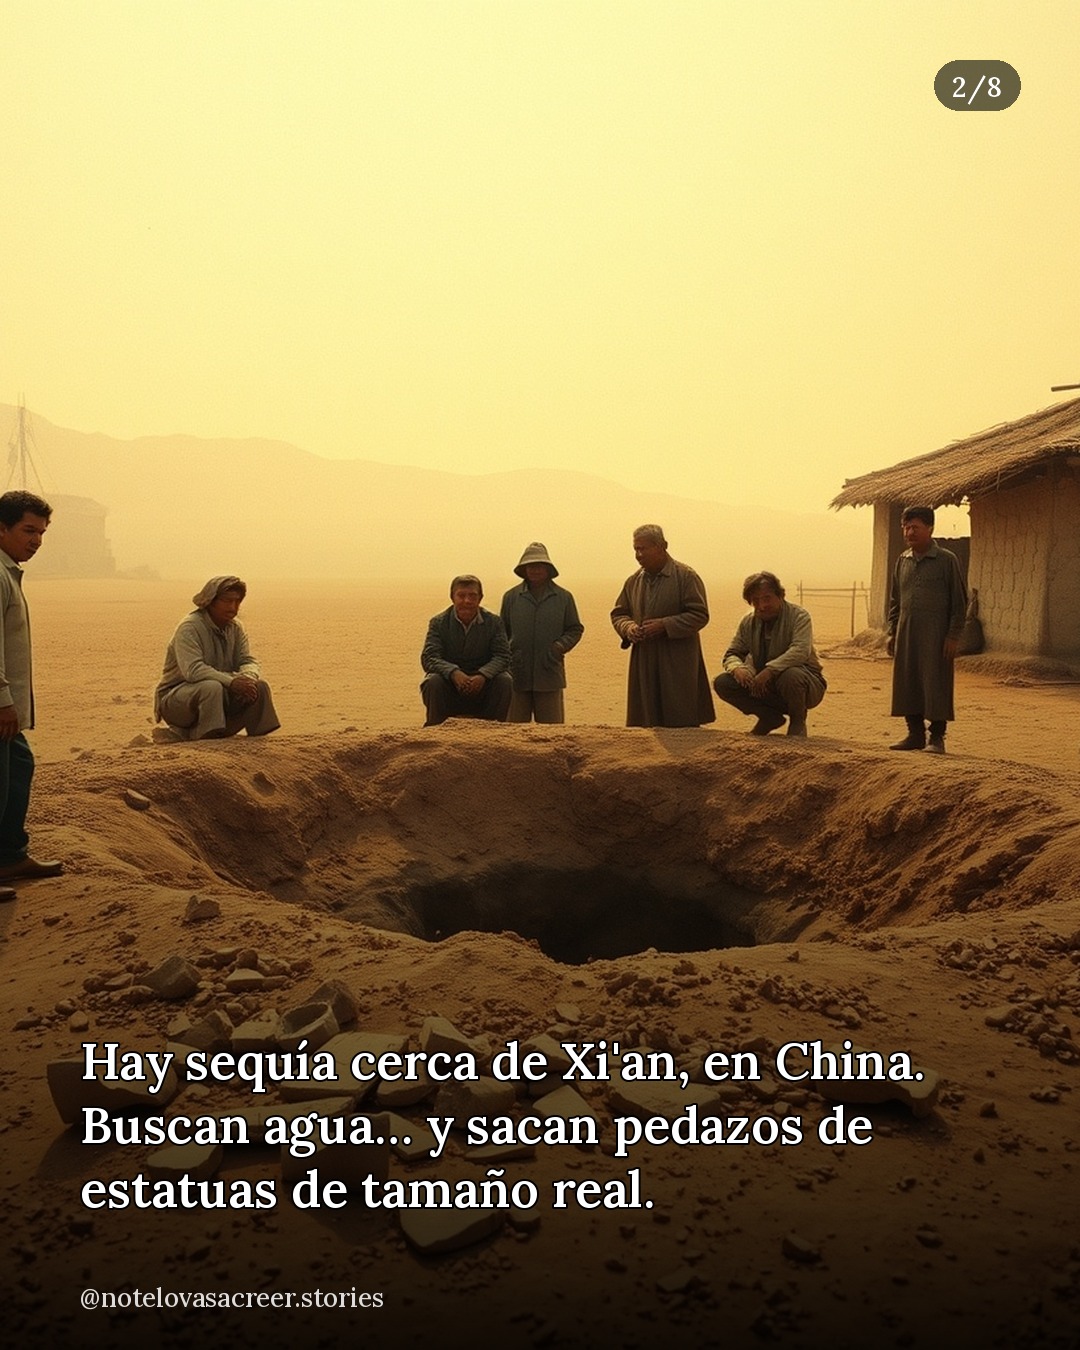 2/8
Hay sequía cerca de Xi'an, en China.
Buscan agua... y sacan pedazos de
estatuas de tamaño real.
@notelovasacreer.stories